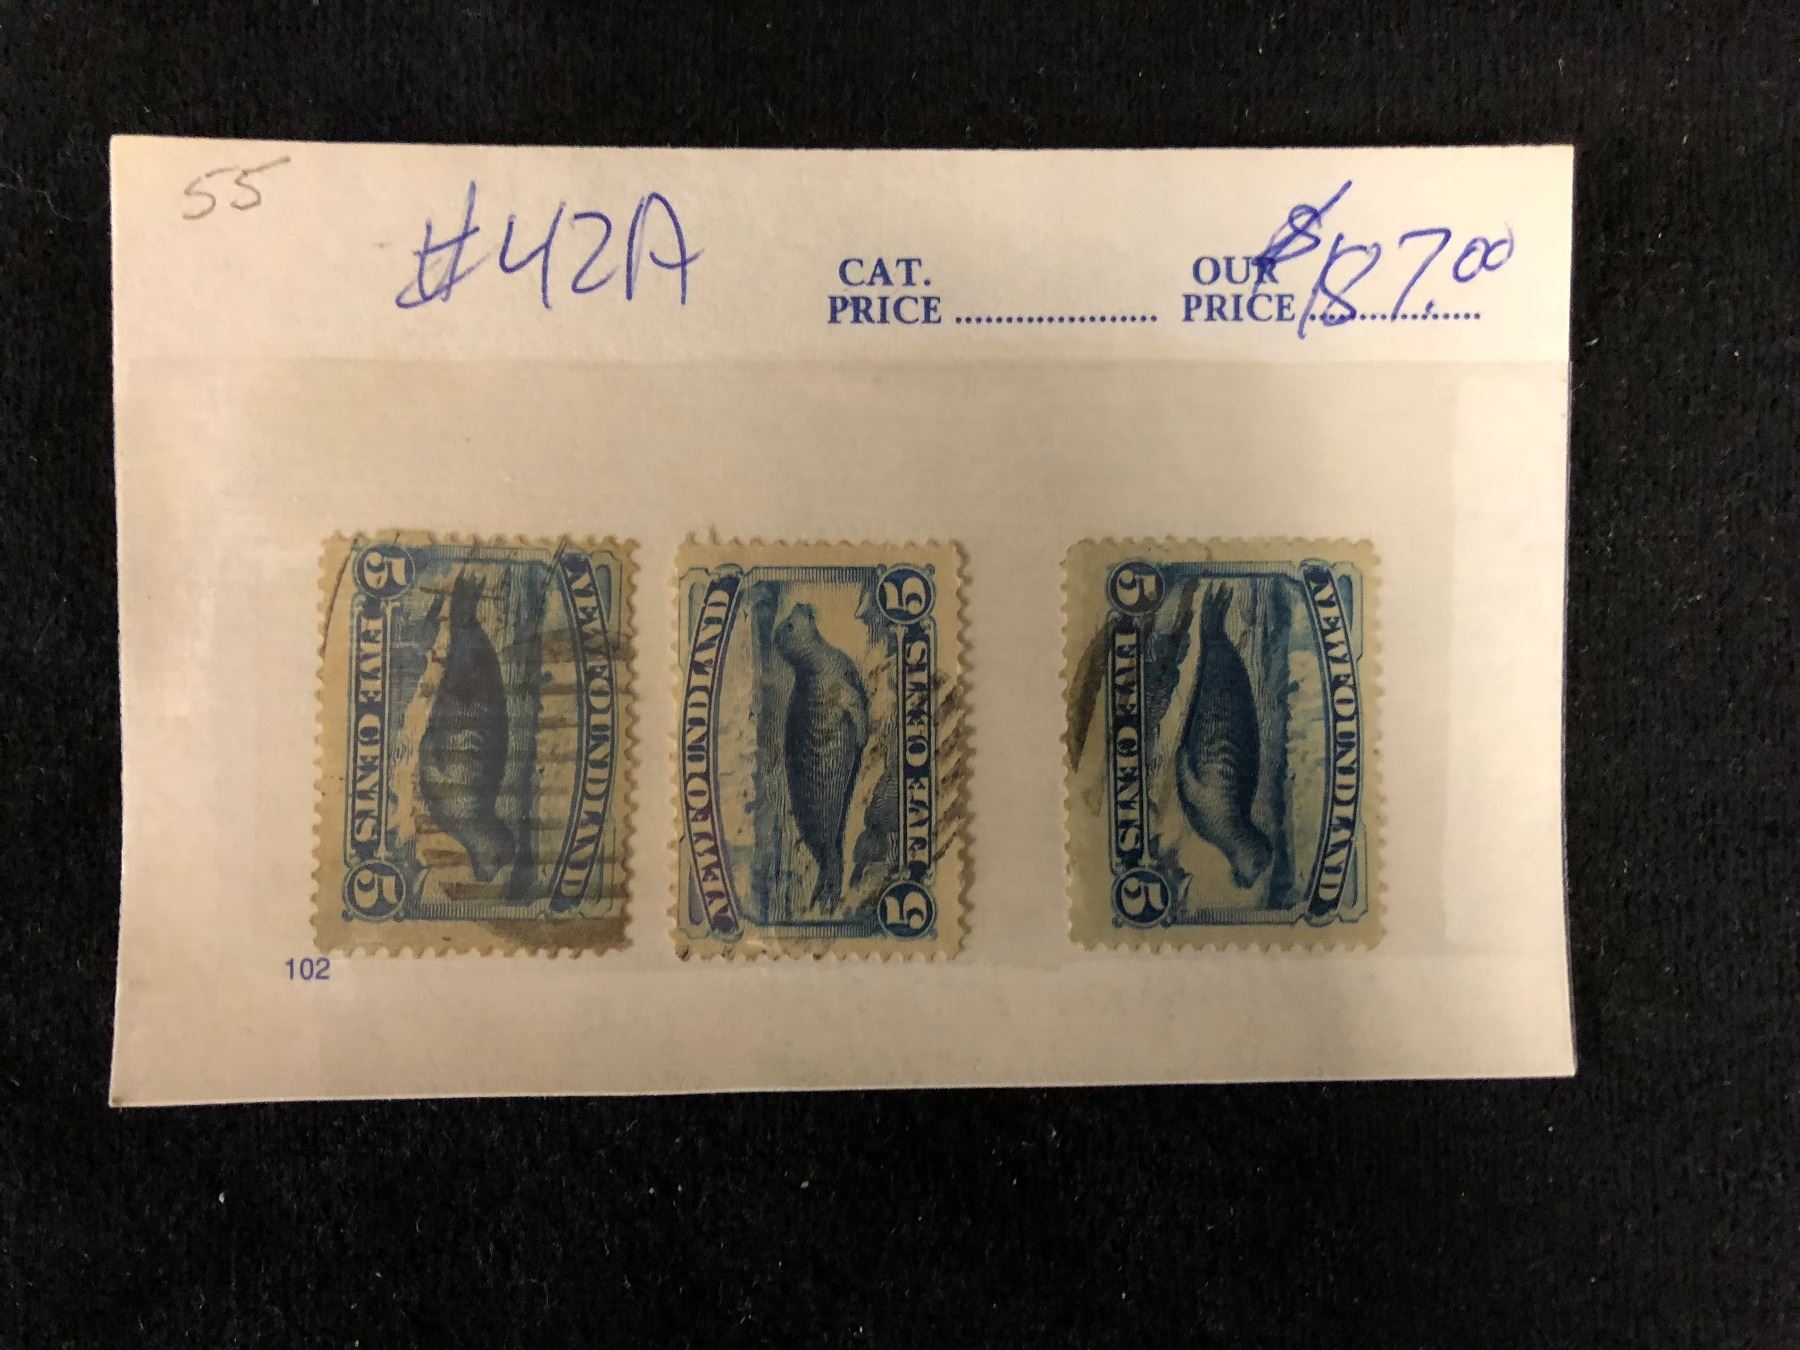 55
#42A
CAT.
PRICE ....................
OUR
PRICE .................. $187.00
5 FIVE CENTS 5
NEWFOUNDLAND
NEWFOUNDLAND
5 FIVE CENTS 5
5 FIVE CENTS 5
NEWFOUNDLAND
102